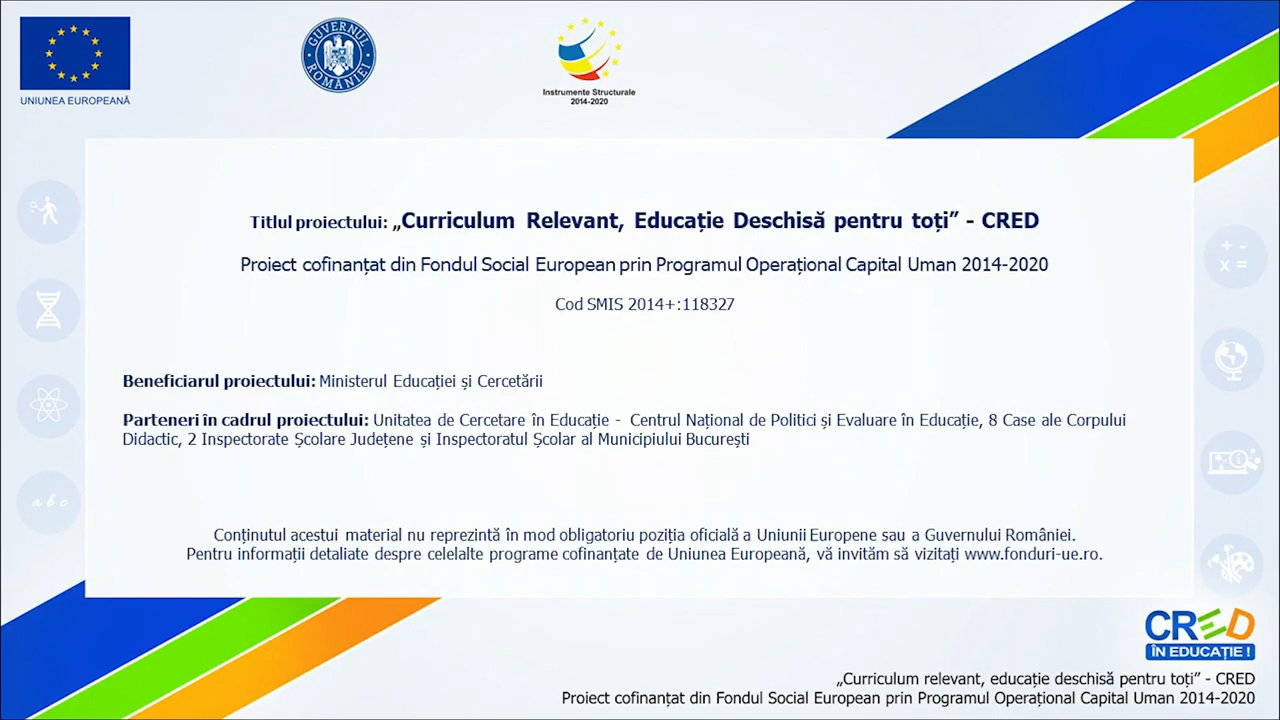 UNIUNEA EUROPEANĂ
GUVERNUL
ROMÂNIEI
Instrumente Structurale
2014-2020
Titlul proiectului: „Curriculum Relevant, Educație Deschisă pentru toți” - CRED
Proiect cofinanțat din Fondul Social European prin Programul Operațional Capital Uman 2014-2020
Cod SMIS 2014+:118327
Beneficiarul proiectului: Ministerul Educației și Cercetării
Parteneri în cadrul proiectului: Unitatea de Cercetare în Educație - Centrul Național de Politici și Evaluare în Educație, 8 Case ale Corpului
Didactic, 2 Inspectorate Școlare Județene și Inspectoratul Școlar al Municipiului București
Conținutul acestui material nu reprezintă în mod obligatoriu poziția oficială a Uniunii Europene sau a Guvernului României.
Pentru informații detaliate despre celelalte programe cofinanțate de Uniunea Europeană, vă invităm să vizitați www.fonduri-ue.ro.
a b c
+ -
x =
CRED
ÎN EDUCAȚIE !
„Curriculum relevant, educație deschisă pentru toți” - CRED
Proiect cofinanțat din Fondul Social European prin Programul Operațional Capital Uman 2014-2020